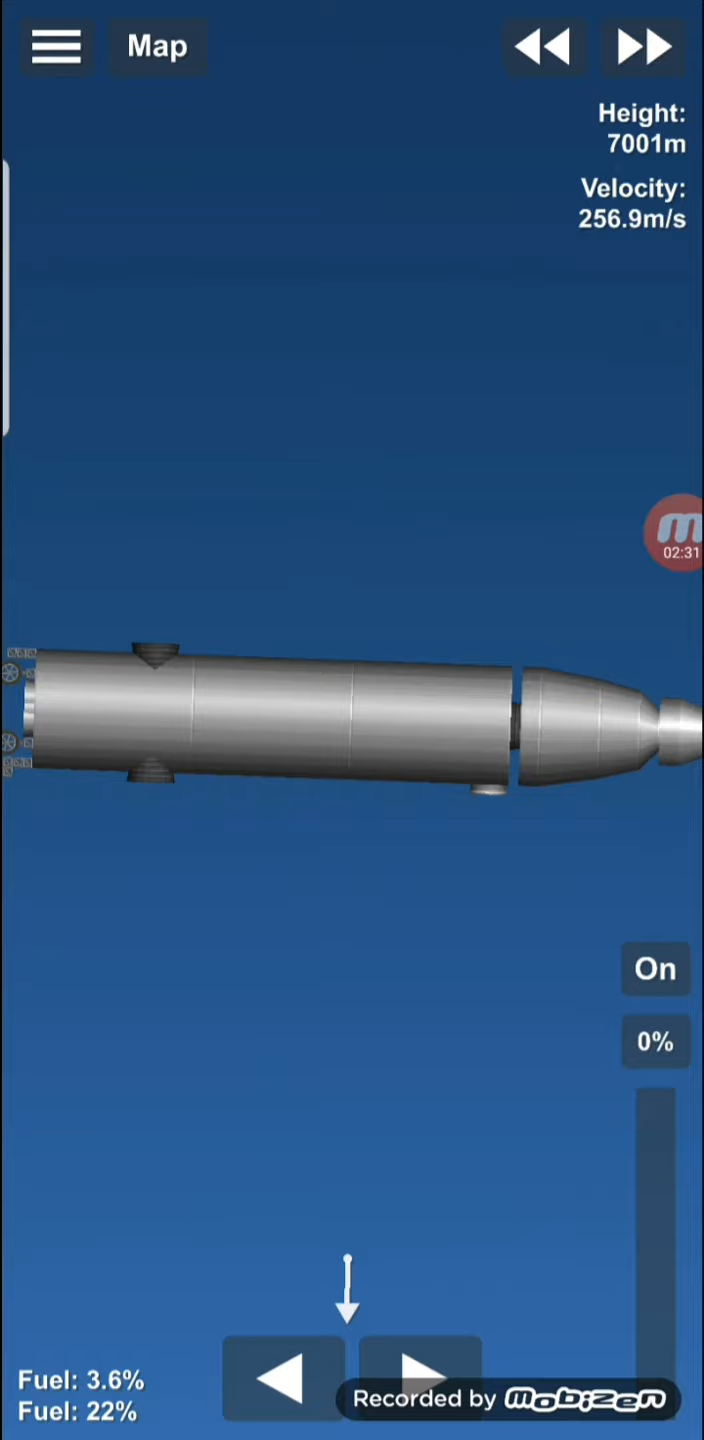 Map
Height:
7001m
Velocity:
256.9m/s
02:31
On
0%
Fuel: 3.6%
Fuel: 22%
Recorded by mobizen